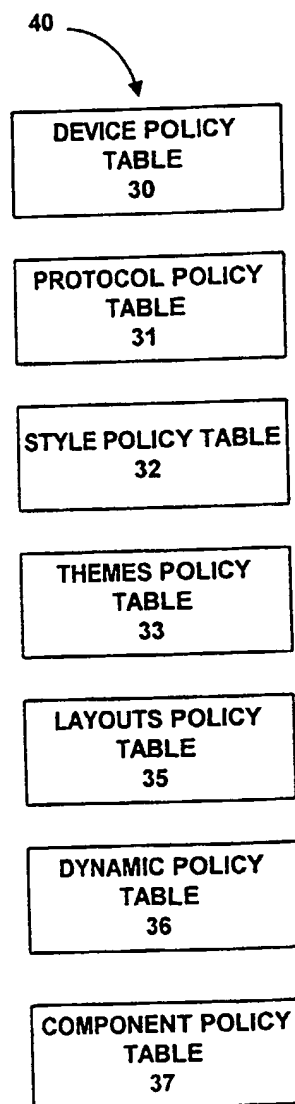 40
DEVICE POLICY
TABLE
30
PROTOCOL POLICY
TABLE
31
STYLE POLICY TABLE
32
THEMES POLICY
TABLE
33
LAYOUTS POLICY
TABLE
35
DYNAMIC POLICY
TABLE
36
COMPONENT POLICY
TABLE
37